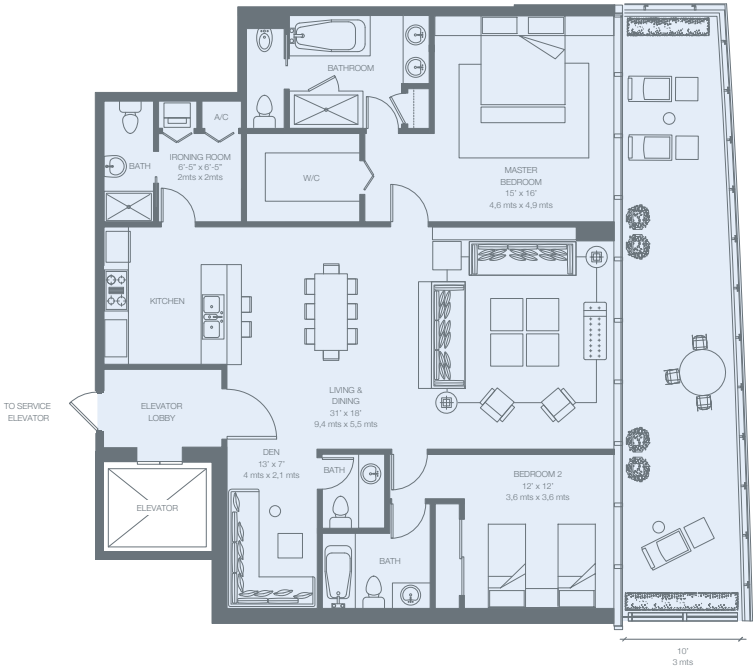 BATHROOM
A/C
IRONING ROOM
6'-5" x 6'-5"
2mts x 2mts
BATH
W/C
MASTER
BEDROOM
15' x 16'
4,6 mts x 4,9 mts
KITCHEN
TO SERVICE
ELEVATOR
ELEVATOR
LOBBY
LIVING &
DINING
31' x 18'
9,4 mts x 5,5 mts
DEN
13' x 7'
4 mts x 2,1 mts
BATH
BEDROOM 2
12' x 12'
3,6 mts x 3,6 mts
ELEVATOR
BATH
10'
3 mts